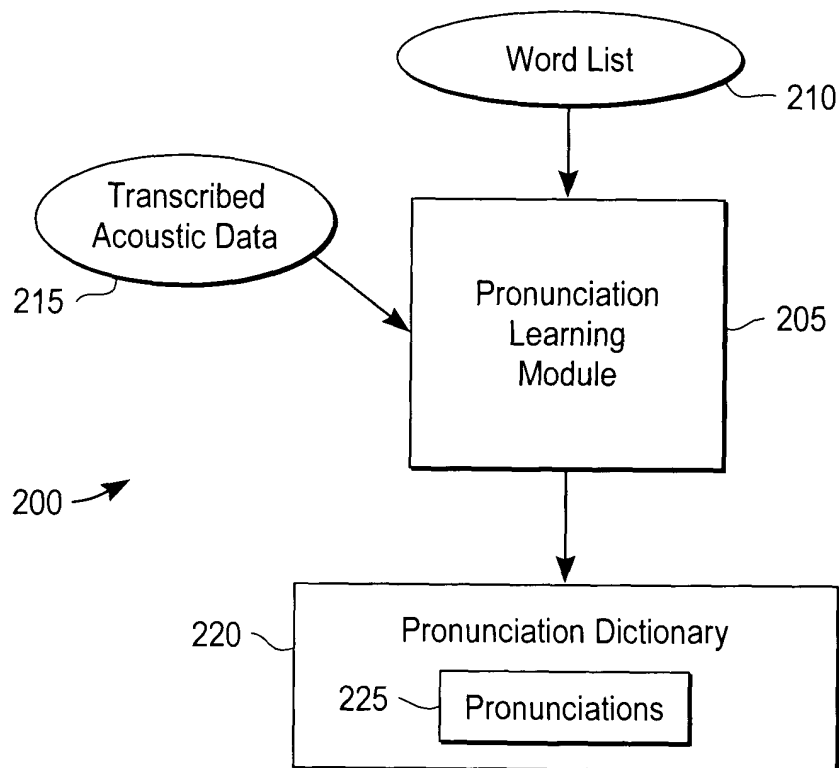 Word List
210
Transcribed
Acoustic Data
215
Pronunciation
Learning
Module
205
200
220
Pronunciation Dictionary
225
Pronunciations